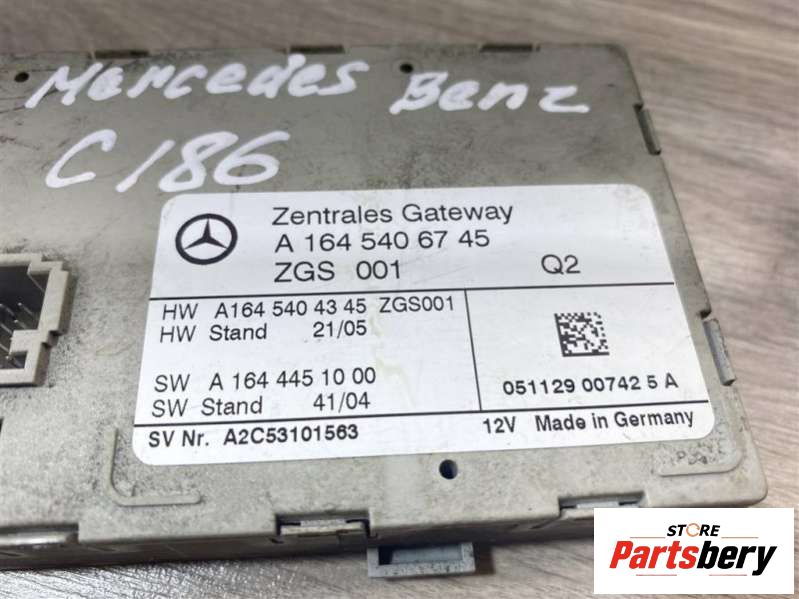 Mercedes Benz
C186
Zentrales Gateway
A 164 540 67 45
ZGS 001 Q2
HW A164 540 43 45 ZGS001
HW Stand 21/05
SW A 164 445 10 00
SW Stand 41/04
051129 00742 5 A
SV Nr. A2C53101563
12V Made in Germany
STORE
Partsbery